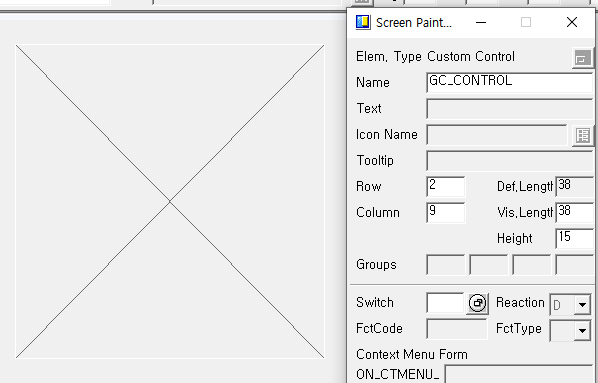 Screen Paint...
Elem. Type Custom Control
Name GC_CONTROL
Text
Icon Name
Tooltip
Row 2 Def.Lengtl 38
Column 9 Vis.Lengtl 38
Height 15
Groups
Switch Reaction D
FctCode FctType
Context Menu Form
ON_CTMENU_